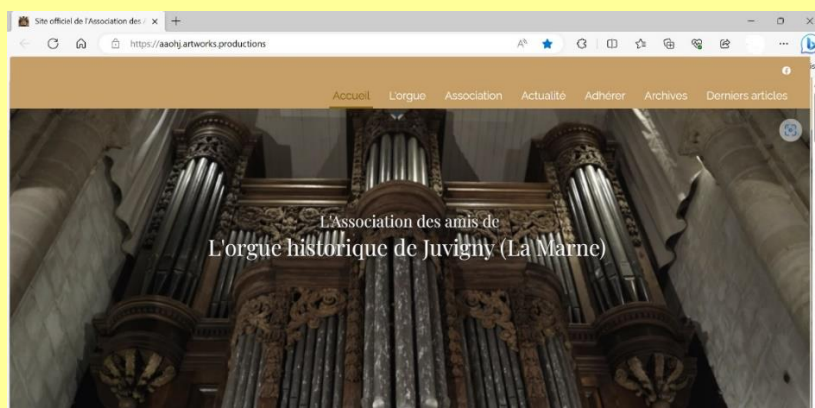 Site officiel de l'Association des A
https://aaohj.artworks.productions
Accueil L'orgue Association Actualité Adhérer Archives Derniers articles
L'Association des amis de
L'orgue historique de Juvigny (La Marne)